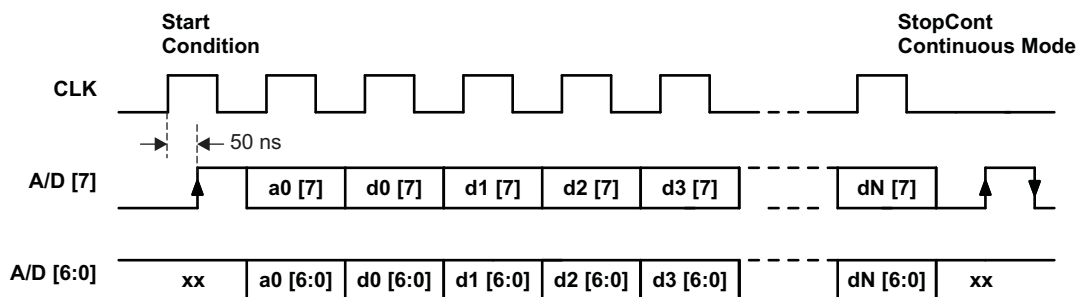 Start
Condition
StopCont
Continuous Mode
CLK
50 ns
A/D [7]
a0 [7] d0 [7] d1 [7] d2 [7] d3 [7] dN [7]
A/D [6:0]
xx a0 [6:0] d0 [6:0] d1 [6:0] d2 [6:0] d3 [6:0] dN [6:0] xx